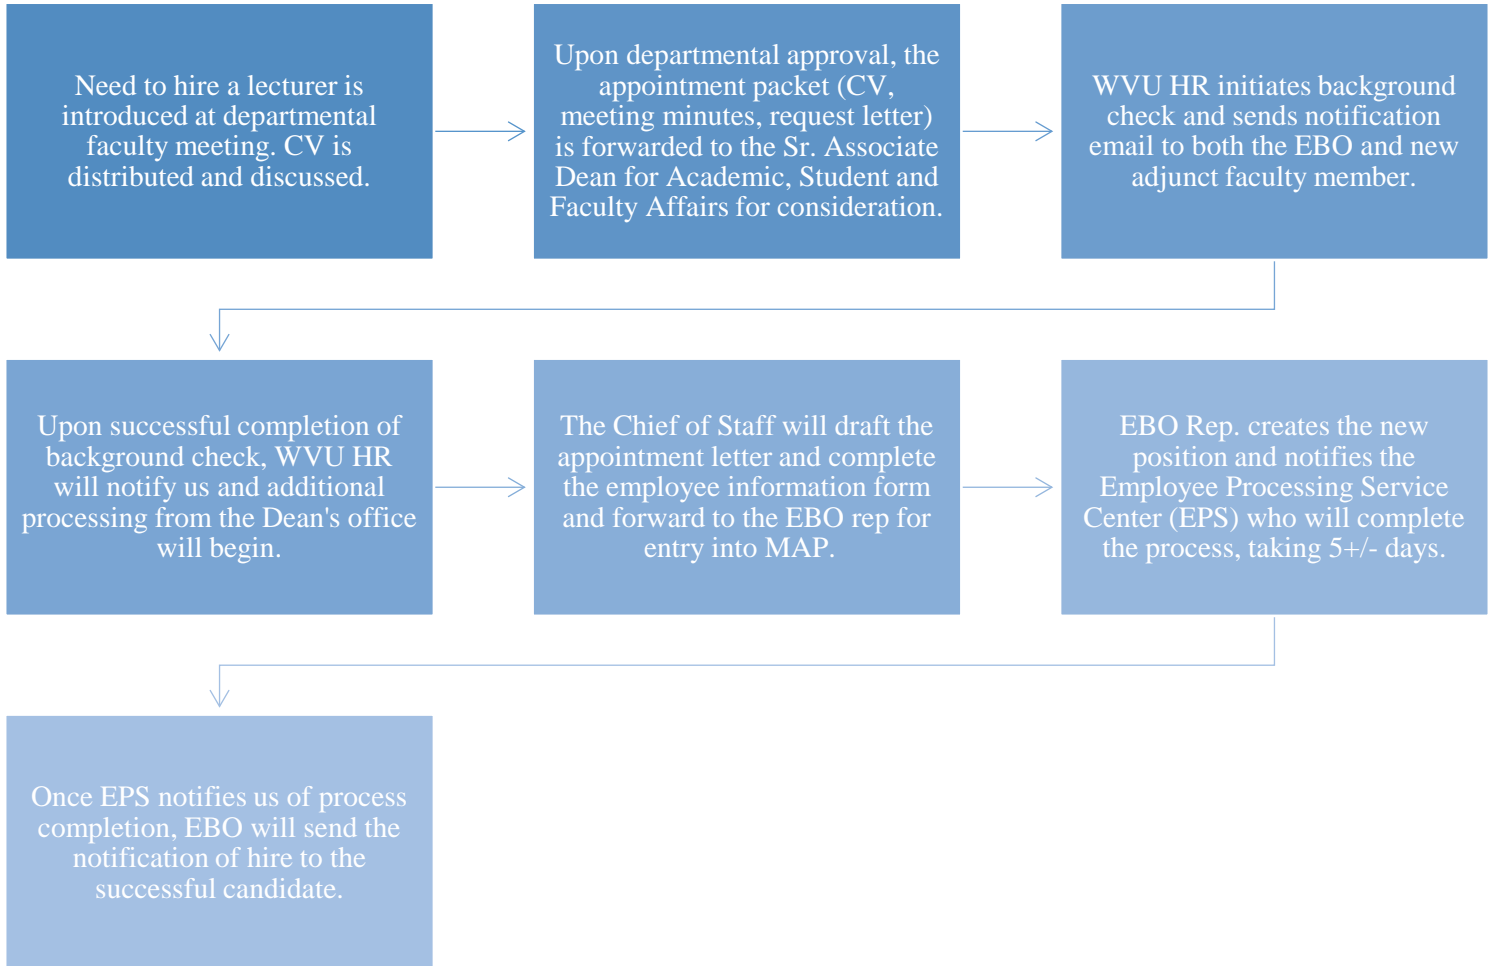 Need to hire a lecturer is
introduced at departmental
faculty meeting. CV is
distributed and discussed.
Upon departmental approval, the
appointment packet (CV,
meeting minutes, request letter)
is forwarded to the Sr. Associate
Dean for Academic, Student and
Faculty Affairs for consideration.
WVU HR initiates background
check and sends notification
email to both the EBO and new
adjunct faculty member.
Upon successful completion of
background check, WVU HR
will notify us and additional
processing from the Dean's office
will begin.
The Chief of Staff will draft the
appointment letter and complete
the employee information form
and forward to the EBO rep for
entry into MAP.
EBO Rep. creates the new
position and notifies the
Employee Processing Service
Center (EPS) who will complete
the process, taking 5+/- days.
Once EPS notifies us of process
completion, EBO will send the
notification of hire to the
successful candidate.